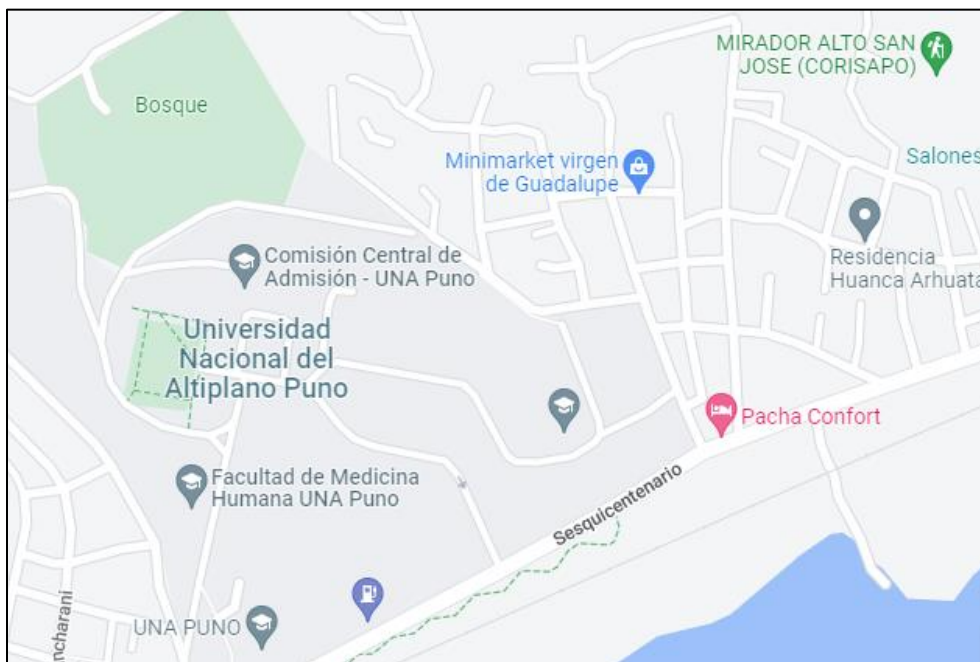 MIRADOR ALTO SAN
JOSE (CORISAPO)
Bosque
Minimarket virgen
de Guadalupe
Salones
Comisión Central de
Admisión - UNA Puno
Residencia
Huanca Arhuata
Universidad
Nacional del
Altiplano Puno
Pacha Confort
Facultad de Medicina
Humana UNA Puno
Sesquicentenario
UNA PUNO
ncharani